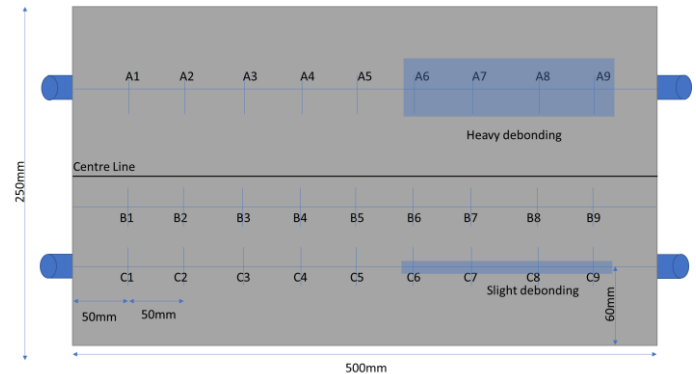 A1 A2 A3 A4 A5 A6 A7 A8 A9
Heavy debonding
Centre Line
250mm
B1 B2 B3 B4 B5 B6 B7 B8 B9
C1 C2 C3 C4 C5 C6 C7 C8 C9
Slight debonding
50mm 50mm
60mm
500mm